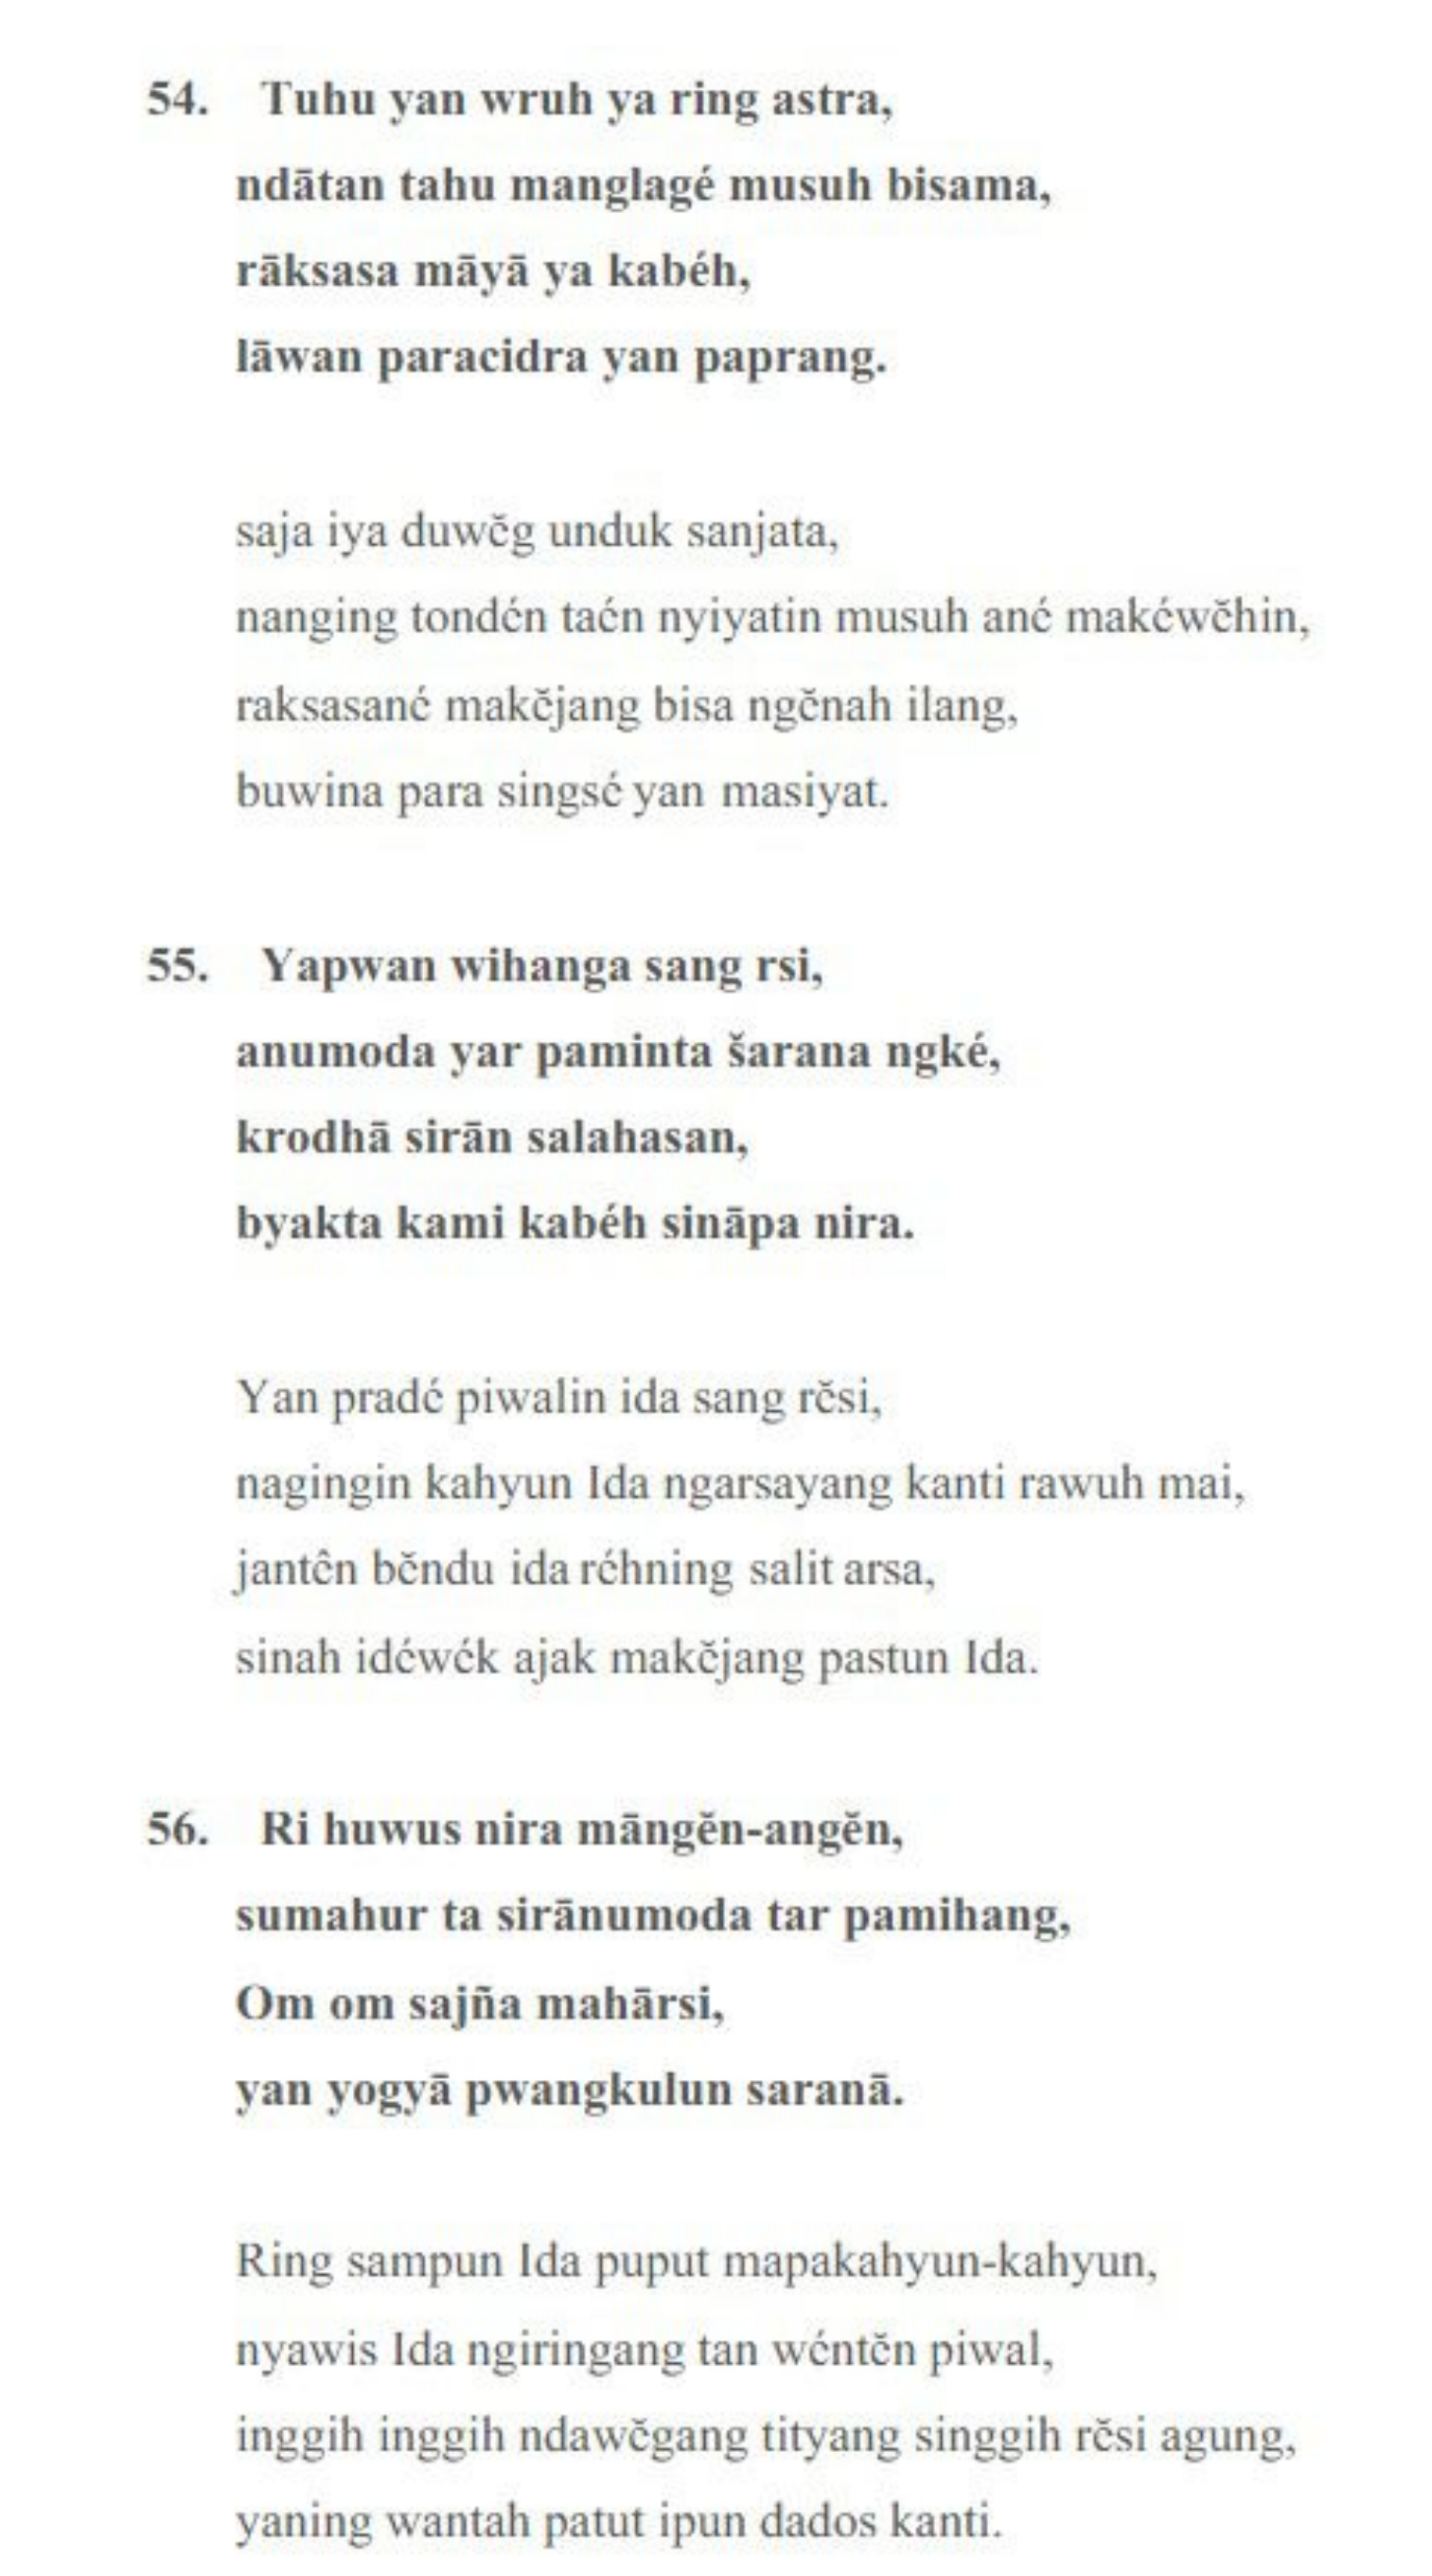 54. Tuhu yan wruh ya ring astra,
ndātan tahu manglagé musuh bisama,
rāksasa māyā ya kabéh,
lāwan paracidra yan paprang.
saja iya duwĕg unduk sanjata,
nanging tondén taén nyiyatin musuh ané makéwĕhin,
raksasané makĕjang bisa ngĕnah ilang,
buwina para singsé yan masiyat.
55. Yapwan wihanga sang rsi,
anumoda yar paminta šarana ngké,
krodhā sirān salahasan,
byakta kami kabéh sināpa nira.
Yan pradé piwalin ida sang rĕsi,
nagingin kahyun Ida ngarsayang kanti rawuh mai,
jantên bĕndu ida réhning salit arsa,
sinah idéwék ajak makĕjang pastun Ida.
56. Ri huwus nira māngĕn-angĕn,
sumahur ta sirānumoda tar pamihang,
Om om sajña mahārsi,
yan yogyā pwangkulun saranā.
Ring sampun Ida puput mapakahyun-kahyun,
nyawis Ida ngiringang tan wéntĕn piwal,
inggih inggih ndawĕgang tityang singgih rĕsi agung,
yaning wantah patut ipun dados kanti.